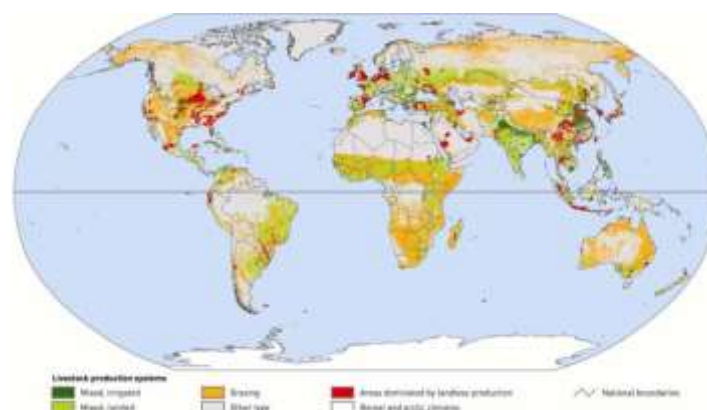 Livestock production systems
Mixed, irrigated Grazing Areas dominated by landless production National boundaries
Mixed, rainfed Other type Boreal and arctic climates